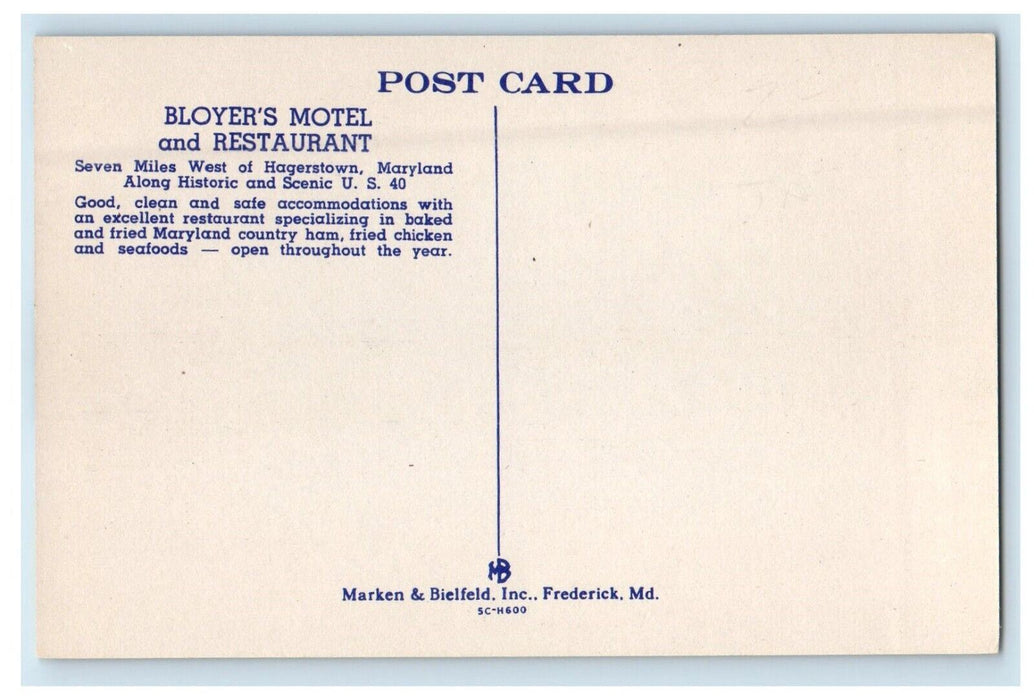 POST CARD
BLOYER'S MOTEL
and RESTAURANT
Seven Miles West of Hagerstown, Maryland
Along Historic and Scenic U. S. 40
Good, clean and safe accommodations with
an excellent restaurant specializing in baked
and fried Maryland country ham, fried chicken
and seafoods — open throughout the year.
MB
Marken & Bielfeld, Inc., Frederick, Md.
5C-H600